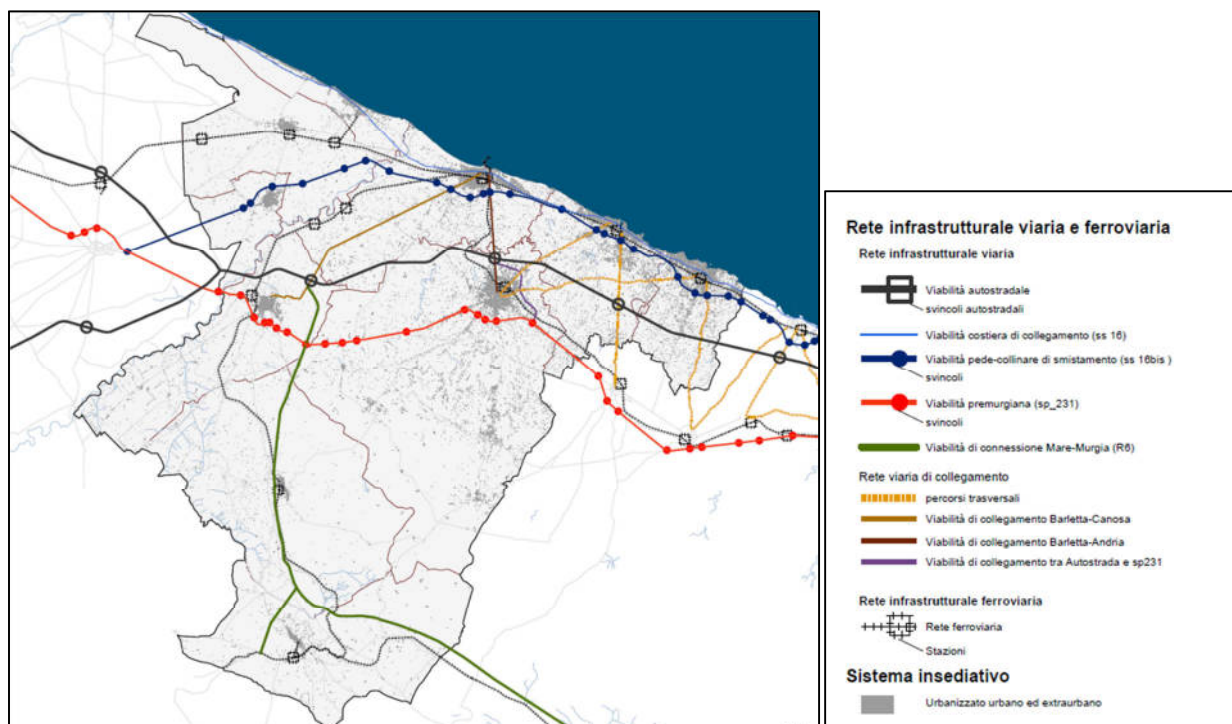 Rete infrastrutturale viaria e ferroviaria
Rete infrastrutturale viaria
Viabilità autostradale
svincoli autostradali
Viabilità costiera di collegamento (ss 16)
Viabilità pede-collinare di smistamento (ss 16bis )
svincoli
Viabilità premurgiana (sp_231)
svincoli
Viabilità di connessione Mare-Murgia (R6)
Rete viaria di collegamento
percorsi trasversali
Viabilità di collegamento Barletta-Canosa
Viabilità di collegamento Barletta-Andria
Viabilità di collegamento tra Autostrada e sp231
Rete infrastrutturale ferroviaria
Rete ferroviaria
Stazioni
Sistema insediativo
Urbanizzato urbano ed extraurbano